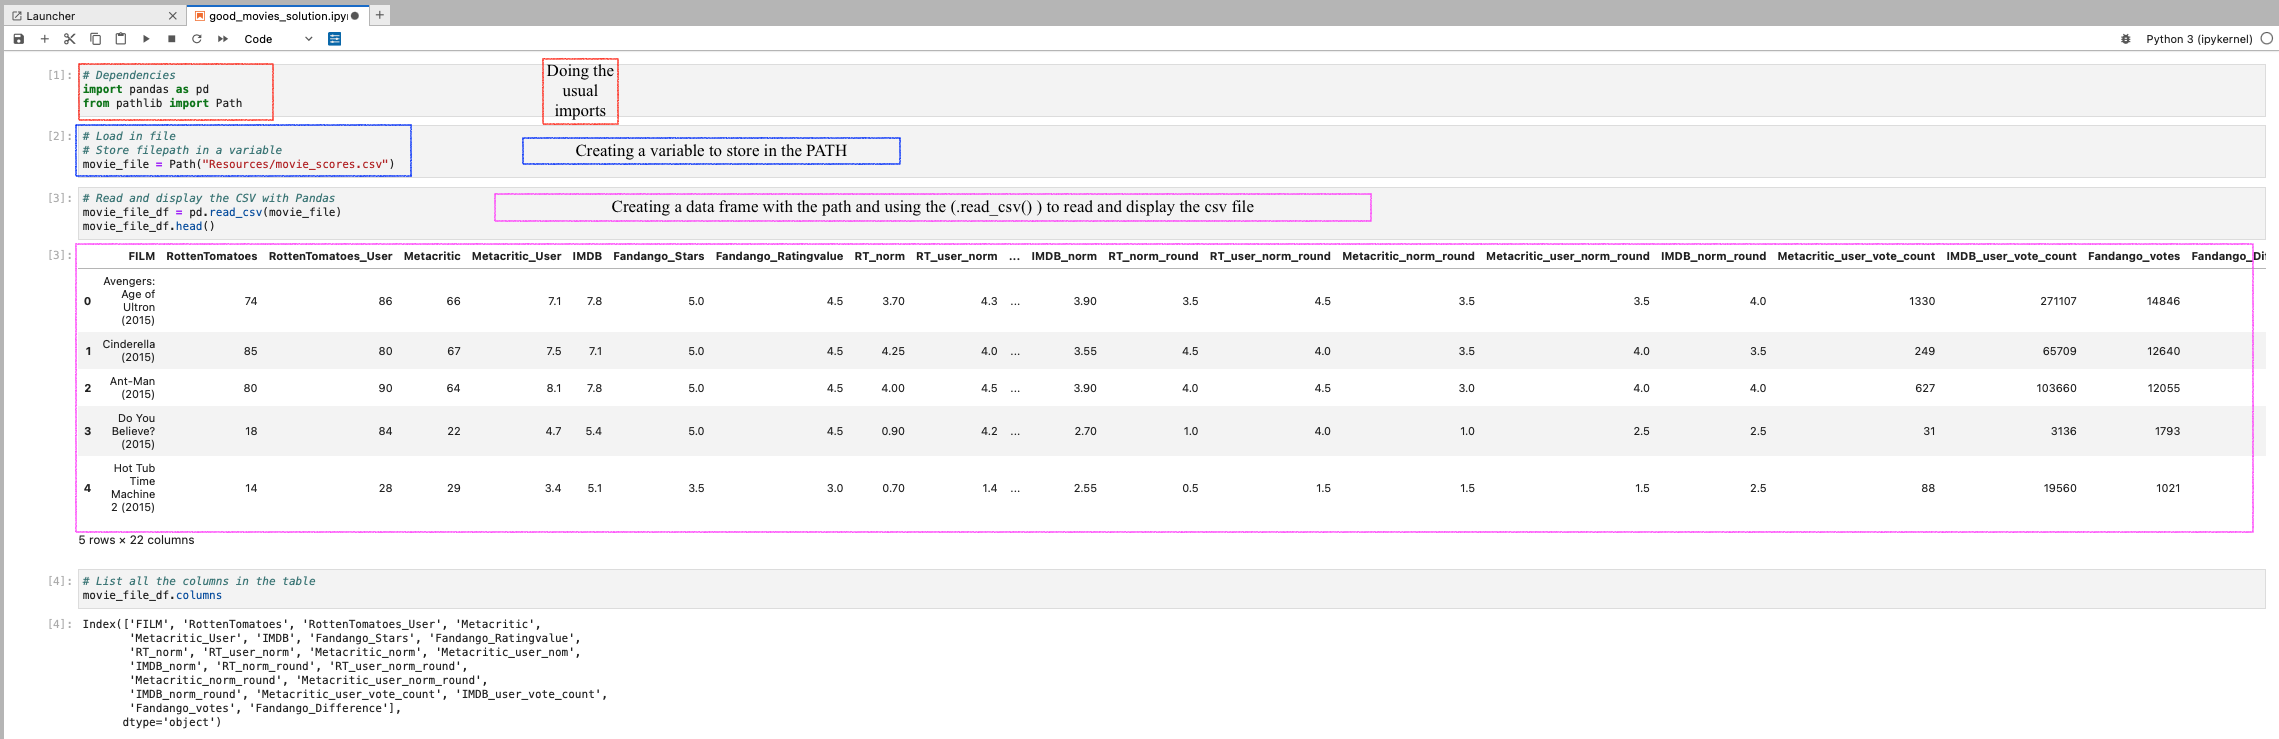 Launcher
good_movies_solution.ipyn
Code
Python 3 (ipykernel)
[1]: # Dependencies
import pandas as pd
from pathlib import Path
Doing the
usual
imports
[2]: # Load in file
# Store filepath in a variable
movie_file = Path("Resources/movie_scores.csv")
Creating a variable to store in the PATH
[3]: # Read and display the CSV with Pandas
movie_file_df = pd.read_csv(movie_file)
movie_file_df.head()
Creating a data frame with the path and using the (.read_csv() ) to read and display the csv file
[3]: FILM RottenTomatoes RottenTomatoes_User Metacritic Metacritic_User IMDB Fandango_Stars Fandango_Ratingvalue RT_norm RT_user_norm ... IMDB_norm RT_norm_round RT_user_norm_round Metacritic_norm_round Metacritic_user_norm_round IMDB_norm_round Metacritic_user_vote_count IMDB_user_vote_count Fandango_votes Fandango_Di
0 Avengers: Age of Ultron (2015) 74 86 66 7.1 7.8 5.0 4.5 3.70 4.3 ... 3.90 3.5 4.5 3.5 3.5 4.0 1330 271107 14846
1 Cinderella (2015) 85 80 67 7.5 7.1 5.0 4.5 4.25 4.0 ... 3.55 4.5 4.0 3.5 4.0 3.5 249 65709 12640
2 Ant-Man (2015) 80 90 64 8.1 7.8 5.0 4.5 4.00 4.5 ... 3.90 4.0 4.5 3.0 4.0 4.0 627 103660 12055
3 Do You Believe? (2015) 18 84 22 4.7 5.4 5.0 4.5 0.90 4.2 ... 2.70 1.0 4.0 1.0 2.5 2.5 31 3136 1793
4 Hot Tub Time Machine 2 (2015) 14 28 29 3.4 5.1 3.5 3.0 0.70 1.4 ... 2.55 0.5 1.5 1.5 1.5 2.5 88 19560 1021
5 rows × 22 columns
[4]: # List all the columns in the table
movie_file_df.columns
[4]: Index(['FILM', 'RottenTomatoes', 'RottenTomatoes_User', 'Metacritic',
'Metacritic_User', 'IMDB', 'Fandango_Stars', 'Fandango_Ratingvalue',
'RT_norm', 'RT_user_norm', 'Metacritic_norm', 'Metacritic_user_nom',
'IMDB_norm', 'RT_norm_round', 'RT_user_norm_round',
'Metacritic_norm_round', 'Metacritic_user_norm_round',
'IMDB_norm_round', 'Metacritic_user_vote_count', 'IMDB_user_vote_count',
'Fandango_votes', 'Fandango_Difference'],
dtype='object')